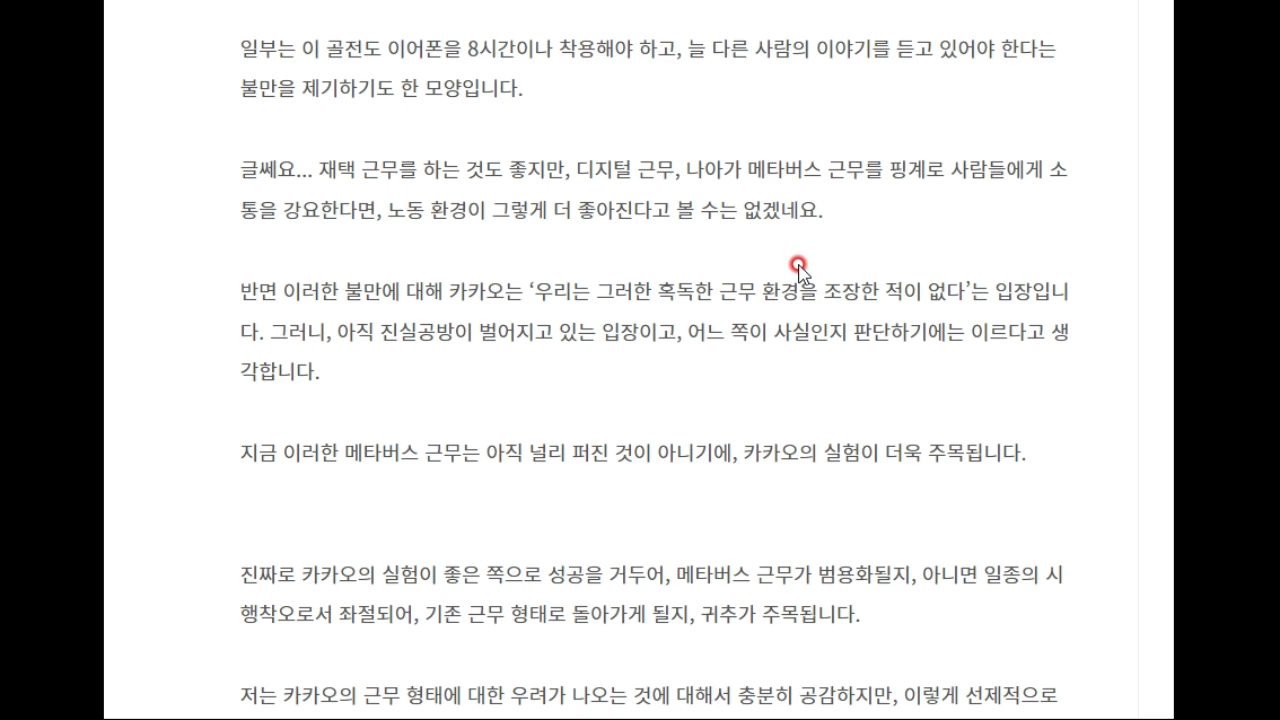 일부는 이 골전도 이어폰을 8시간이나 착용해야 하고, 늘 다른 사람의 이야기를 듣고 있어야 한다는
불만을 제기하기도 한 모양입니다.
글쎄요... 재택 근무를 하는 것도 좋지만, 디지털 근무, 나아가 메타버스 근무를 핑계로 사람들에게 소
통을 강요한다면, 노동 환경이 그렇게 더 좋아진다고 볼 수는 없겠네요.
반면 이러한 불만에 대해 카카오는 ‘우리는 그러한 혹독한 근무 환경을 조장한 적이 없다’는 입장입니
다. 그러니, 아직 진실공방이 벌어지고 있는 입장이고, 어느 쪽이 사실인지 판단하기에는 이르다고 생
각합니다.
지금 이러한 메타버스 근무는 아직 널리 퍼진 것이 아니기에, 카카오의 실험이 더욱 주목됩니다.
진짜로 카카오의 실험이 좋은 쪽으로 성공을 거두어, 메타버스 근무가 범용화될지, 아니면 일종의 시
행착오로서 좌절되어, 기존 근무 형태로 돌아가게 될지, 귀추가 주목됩니다.
저는 카카오의 근무 형태에 대한 우려가 나오는 것에 대해서 충분히 공감하지만, 이렇게 선제적으로